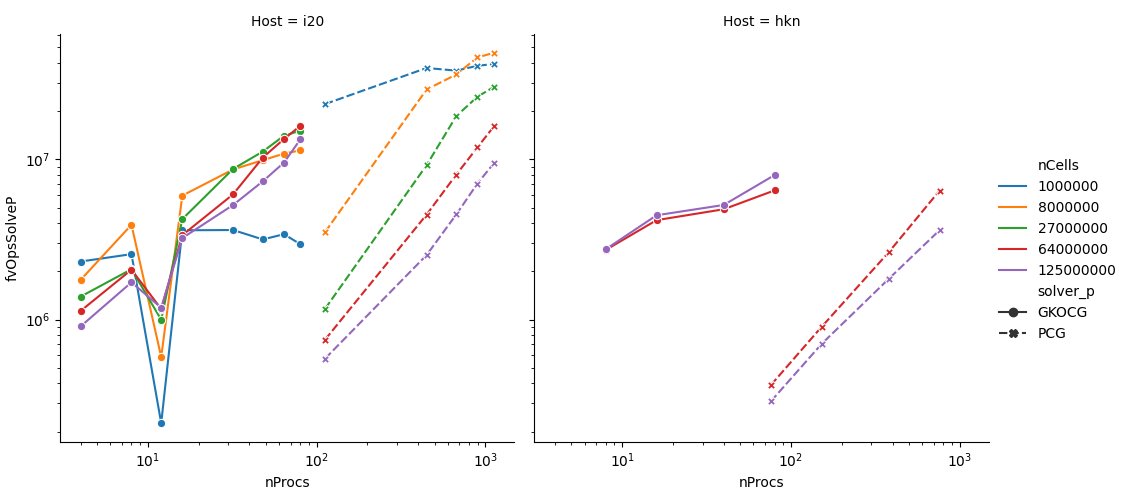 Host = i20
Host = hkn
fvOpsSolveP
10^7
10^6
10^1
10^2
10^3
10^1
10^2
10^3
nProcs
nProcs
nCells
1000000
8000000
27000000
64000000
125000000
solver_p
GKOCG
PCG